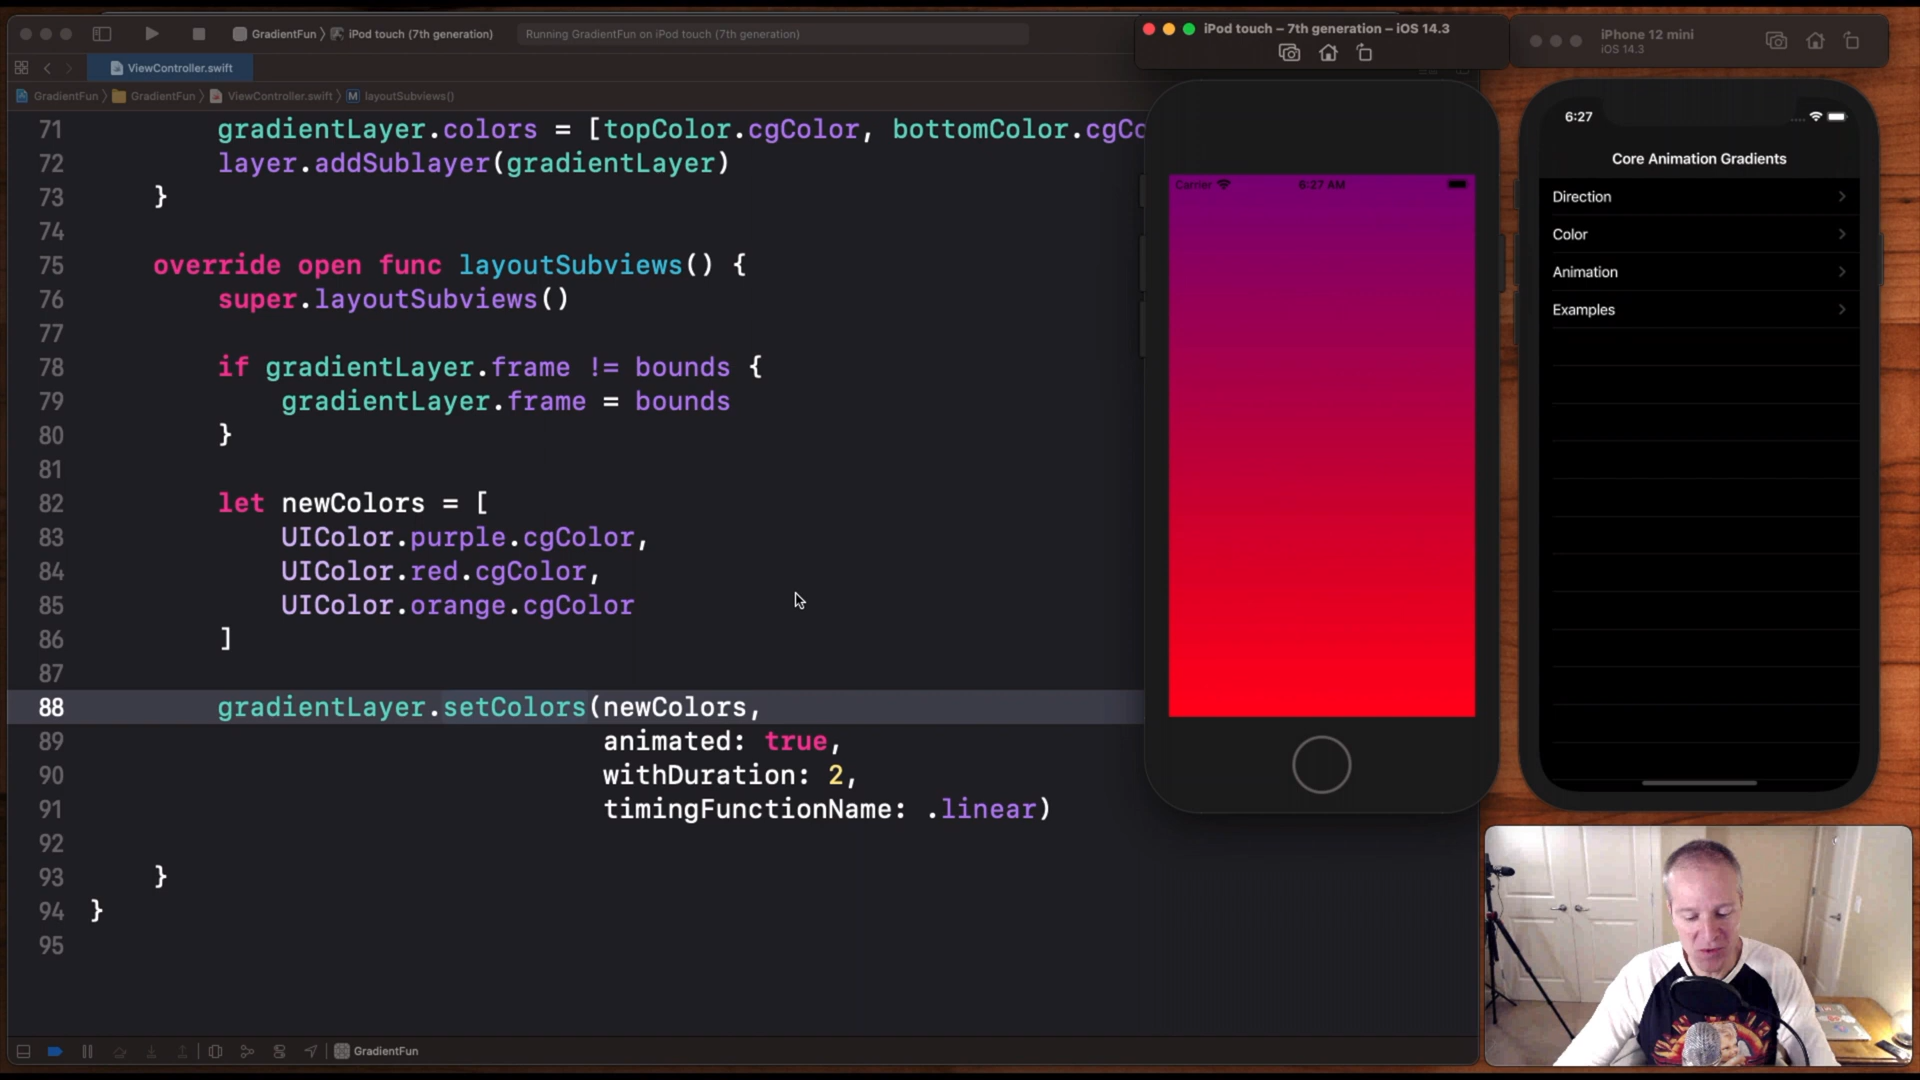 GradientFun
iPod touch (7th generation)
Running GradientFun on iPod touch (7th generation)
ViewController.swift
GradientFun
GradientFun
ViewController.swift
M layoutSubviews()
71 gradientLayer.colors = [topColor.cgColor, bottomColor.cgCo
72 layer.addSublayer(gradientLayer)
73 }
74
75 override open func layoutSubviews() {
76 super.layoutSubviews()
77
78 if gradientLayer.frame != bounds {
79 gradientLayer.frame = bounds
80 }
81
82 let newColors = [
83 UIColor.purple.cgColor,
84 UIColor.red.cgColor,
85 UIColor.orange.cgColor
86 ]
87
88 gradientLayer.setColors(newColors,
89 animated: true,
90 withDuration: 2,
91 timingFunctionName: .linear)
92
93 }
94 }
95
GradientFun
iPod touch – 7th generation – iOS 14.3
Carrier
6:27 AM
iPhone 12 mini
iOS 14.3
6:27
Core Animation Gradients
Direction
Color
Animation
Examples